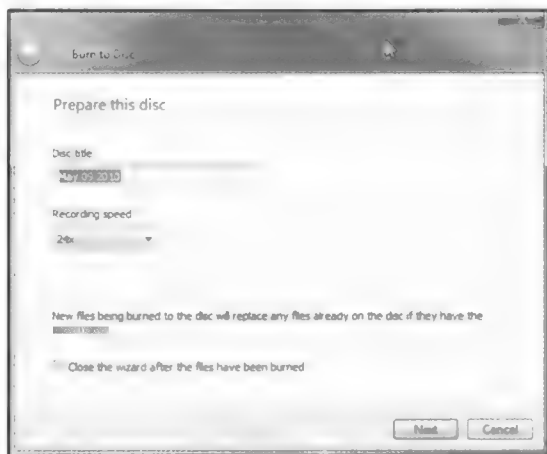 Burn to Disc
Prepare this disc
Disc title
May 09 2010
Recording speed
24x
New files being burned to the disc will replace any files already on the disc if they have the
Close the wizard after the files have been burned
Next
Cancel